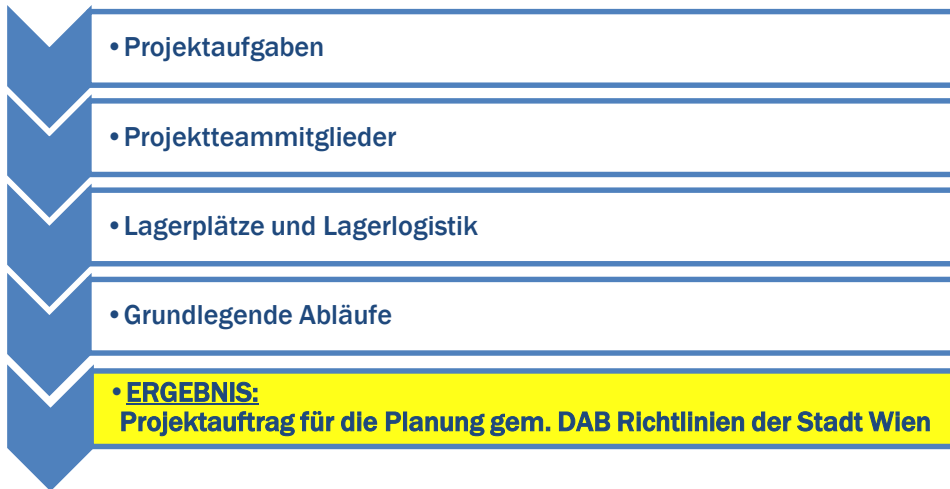 • Projektaufgaben
• Projektteammitglieder
• Lagerplätze und Lagerlogistik
• Grundlegende Abläufe
• ERGEBNIS:
Projektauftrag für die Planung gem. DAB Richtlinien der Stadt Wien